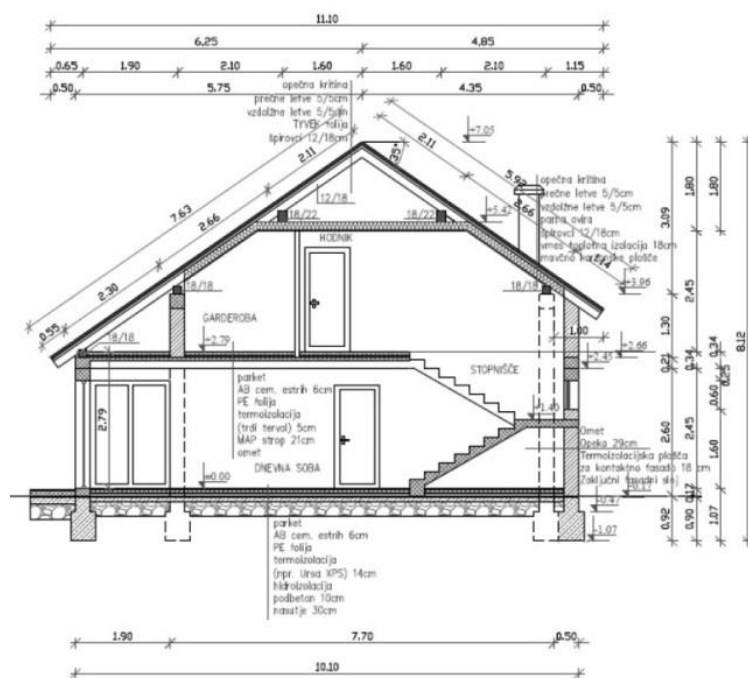 11.10
6.25 4.85
0.65 1.90 2.10 1.60 1.60 2.10 1.15
0.50 5.75 4.35 0.50
opečna kritina
prečne letve 5/5cm
vzdolžne letve 5/5cm
TYVEK folija
špirovci 12/18cm
+7.05
35°
2.11
2.11
5.92
7.63
2.66
2.66
2.30
0.55
opečna kritina
prečne letve 5/5cm
vzdolžne letve 5/5cm
parna ovira
špirovci 12/18cm
vmes toplotna izolacija 18cm
mavčno kartonske plošče
12/18
18/22 18/22
+5.42
HODNIK
18/18 18/18
+3.96
1.00
GARDEROBA
18/18
+2.79
+2.66
+2.45
STOPNIŠČE
2.79
parket
AB cem. estrih 6cm
PE folija
termoizolacija
(trdi tervol) 5cm
MAP strop 21cm
omet
+1.40
Omet
Opeka 29cm
Termoizolacijska plošča
za kontaktno fasado 18 cm
Zaključni fasadni sloj
DNEVNA SOBA
±0.00
-0.17
-0.47
-1.07
parket
AB cem. estrih 6cm
PE folija
termoizolacija
(npr. Ursa XPS) 14cm
hidroizolacija
podbeton 10cm
nasutje 30cm
3.09
1.30
0.21
2.60
0.92
1.80
2.45
0.34
2.45
0.17
0.90
1.80
0.34
0.60
1.60
1.07
8.25
8.12
1.90 7.70 0.50
10.10